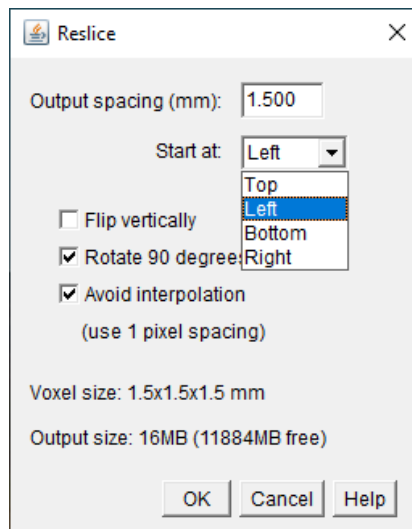 Reslice
Output spacing (mm): 1.500
Start at: Left
Top
Left
Bottom
Right
Flip vertically
Rotate 90 degrees
Avoid interpolation
(use 1 pixel spacing)
Voxel size: 1.5x1.5x1.5 mm
Output size: 16MB (11884MB free)
OK Cancel Help